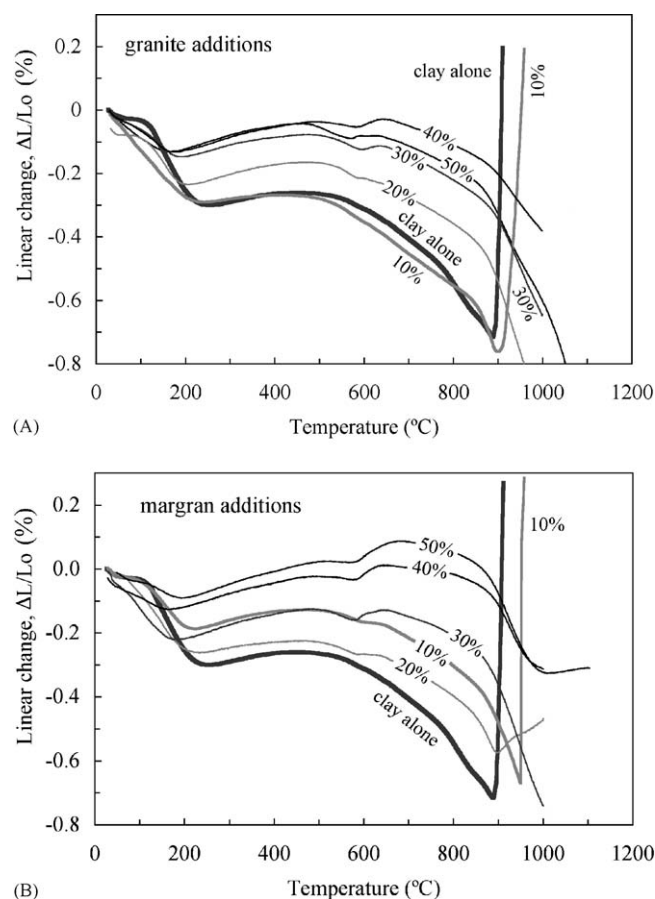 granite additions
clay alone
10%
40%
50%
30%
20%
clay alone
10%
30%
0.2
0.0
-0.2
-0.4
-0.6
-0.8
Linear change, ΔL/Lo (%)
0 200 400 600 800 1000 1200
Temperature (ºC)
(A)
margran additions
10%
50%
40%
30%
10%
20%
clay alone
0.2
0.0
-0.2
-0.4
-0.6
-0.8
Linear change, ΔL/Lo (%)
0 200 400 600 800 1000 1200
Temperature (ºC)
(B)